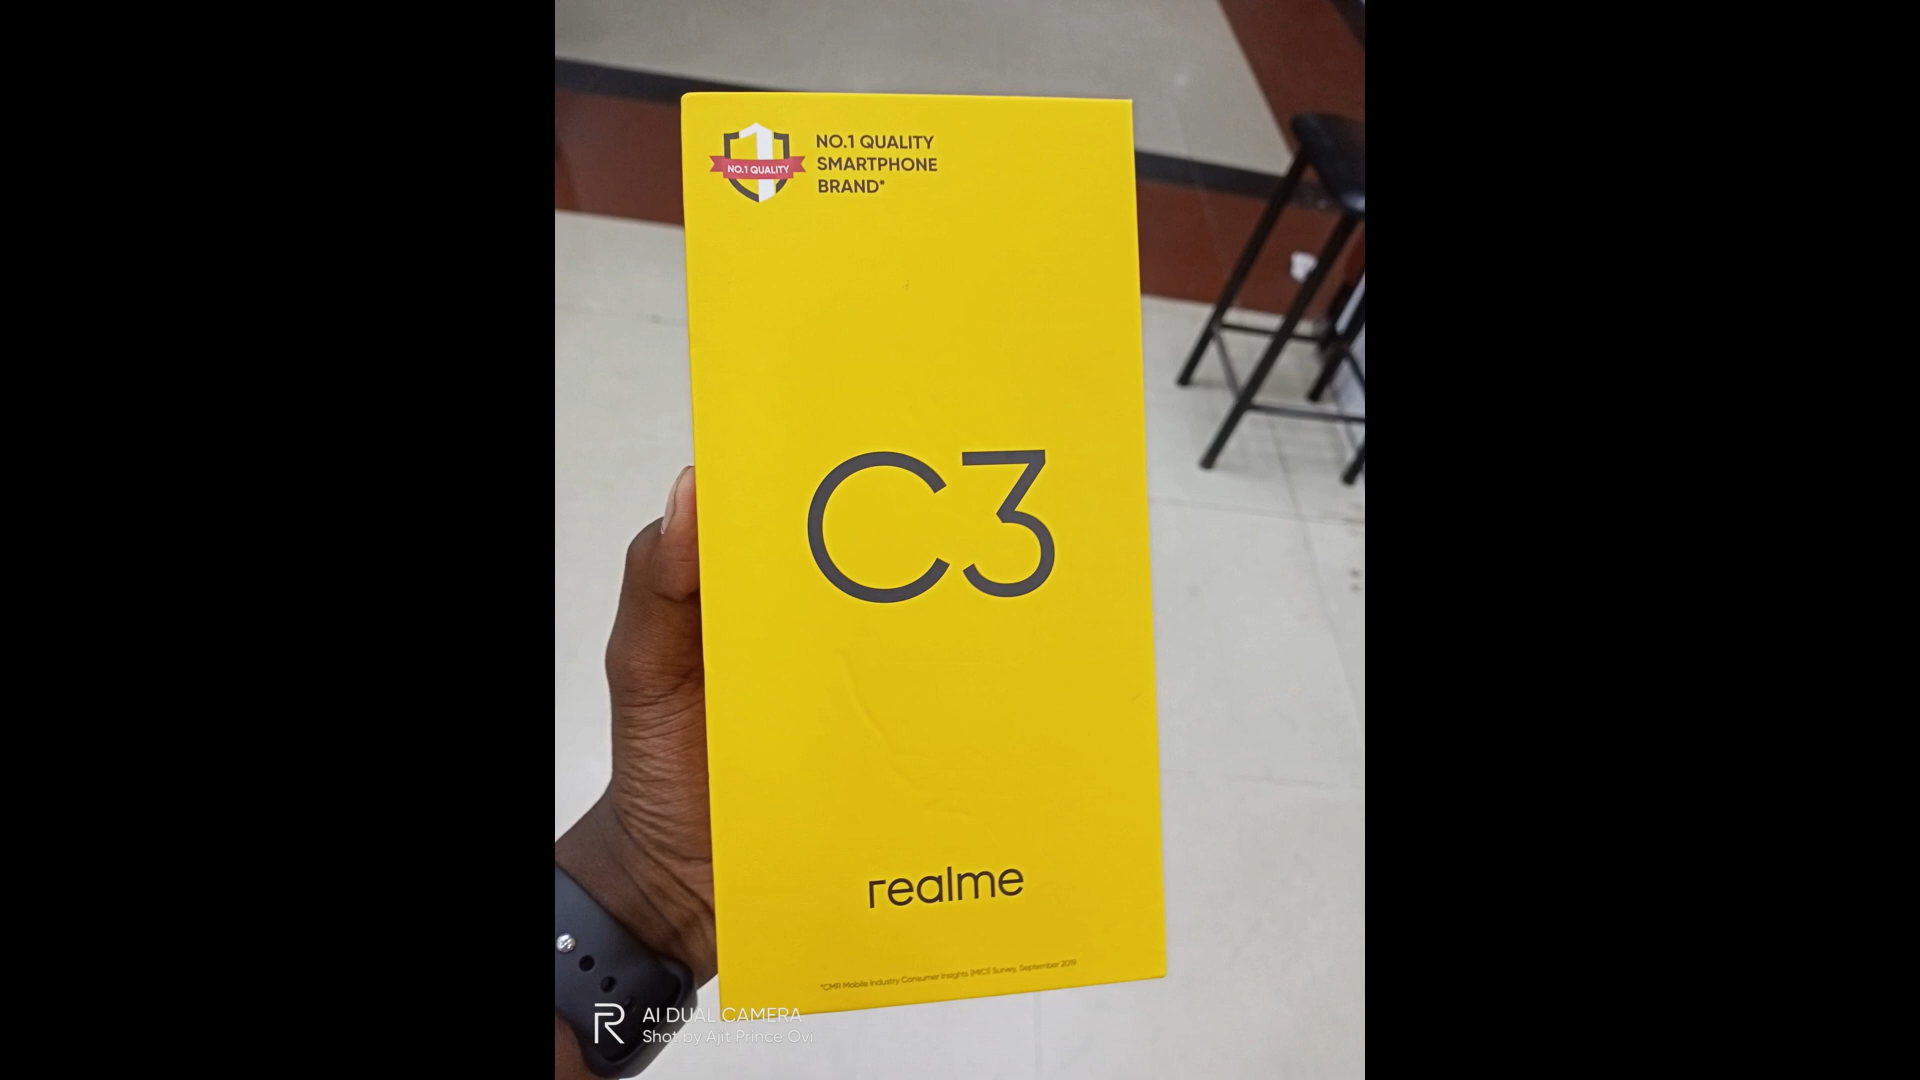 NO.1 QUALITY
NO.1 QUALITY
SMARTPHONE
BRAND*
C3
realme
*CMR Mobile Industry Consumer Insights (MICI) Survey, September 2019
AI DUAL CAMERA
Shot by Ajit Prince Ovi